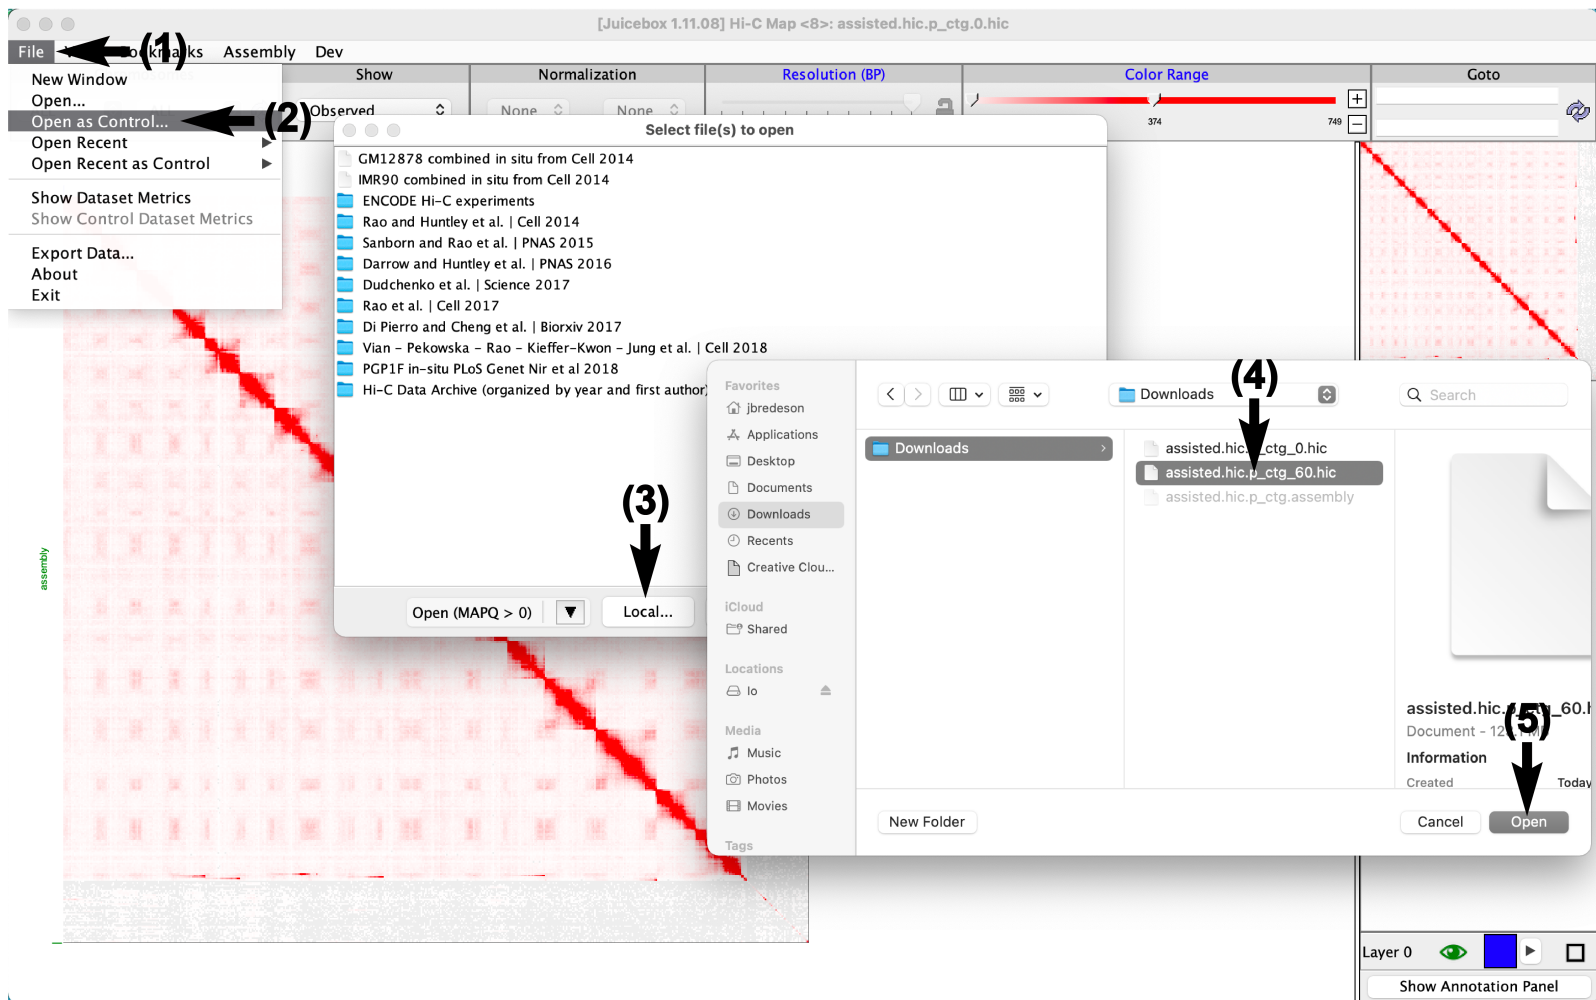 [Juicebox 1.11.08] Hi-C Map <8>: assisted.hic.p_ctg.0.hic
File Bookmarks Assembly Dev
(1)
New Window
Open...
Open as Control...
(2)
Open Recent
Open Recent as Control
Show Dataset Metrics
Show Control Dataset Metrics
Export Data...
About
Exit
Show
Observed
Normalization
None None
Resolution (BP)
Color Range
374 749
Goto
Select file(s) to open
GM12878 combined in situ from Cell 2014
IMR90 combined in situ from Cell 2014
ENCODE Hi-C experiments
Rao and Huntley et al. | Cell 2014
Sanborn and Rao et al. | PNAS 2015
Darrow and Huntley et al. | PNAS 2016
Dudchenko et al. | Science 2017
Rao et al. | Cell 2017
Di Pierro and Cheng et al. | Biorxiv 2017
Vian – Pekowska – Rao – Kieffer-Kwon – Jung et al. | Cell 2018
PGP1F in-situ PLoS Genet Nir et al 2018
Hi-C Data Archive (organized by year and first author)
(3)
Open (MAPQ > 0)
Local...
assembly
Favorites
jbredeson
Applications
Desktop
Documents
Downloads
Recents
Creative Clou...
iCloud
Shared
Locations
lo
Media
Music
Photos
Movies
Tags
Downloads
(4)
Search
Downloads
assisted.hic.p_ctg_0.hic
assisted.hic.p_ctg_60.hic
assisted.hic.p_ctg.assembly
assisted.hic.p_ctg_60.h
Document - 12
(5)
Information
Created Today
New Folder
Cancel
Open
Layer 0
Show Annotation Panel